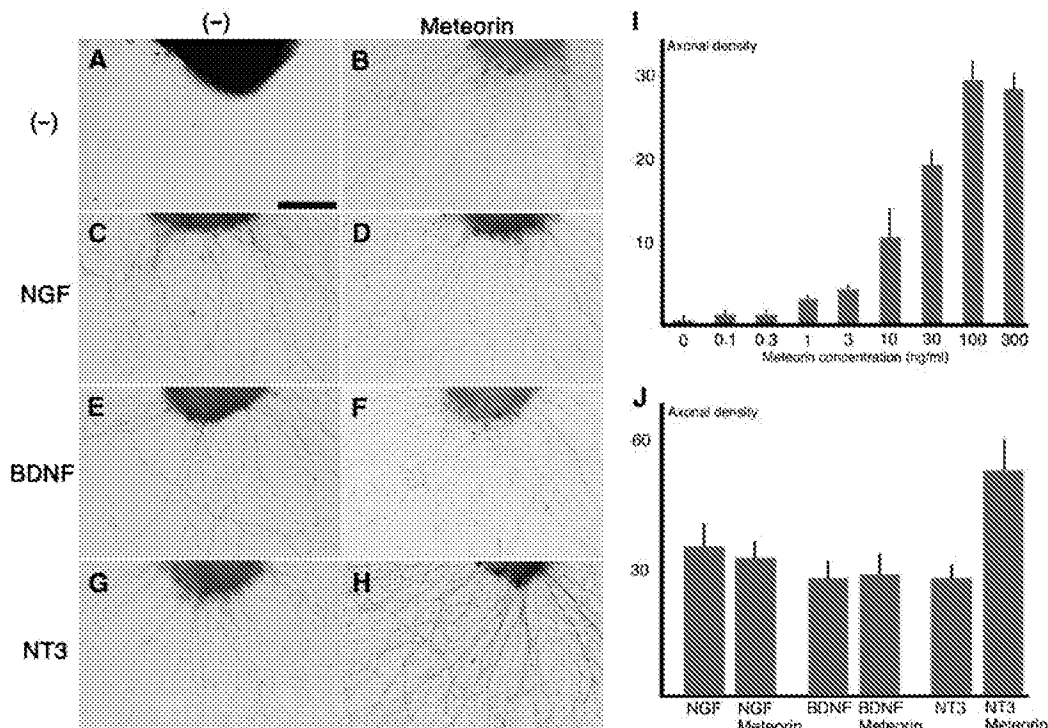 (-)
Meteorin
A
B
(-)
C
D
NGF
E
F
BDNF
G
H
NT3
I
Axonal density
30
20
10
0 0.1 0.3 1 3 10 30 100 300
Meteorin concentration (ng/ml)
J
Axonal density
60
30
NGF NGF BDNF BDNF NT3 NT3
Meteorin Meteorin Meteorin